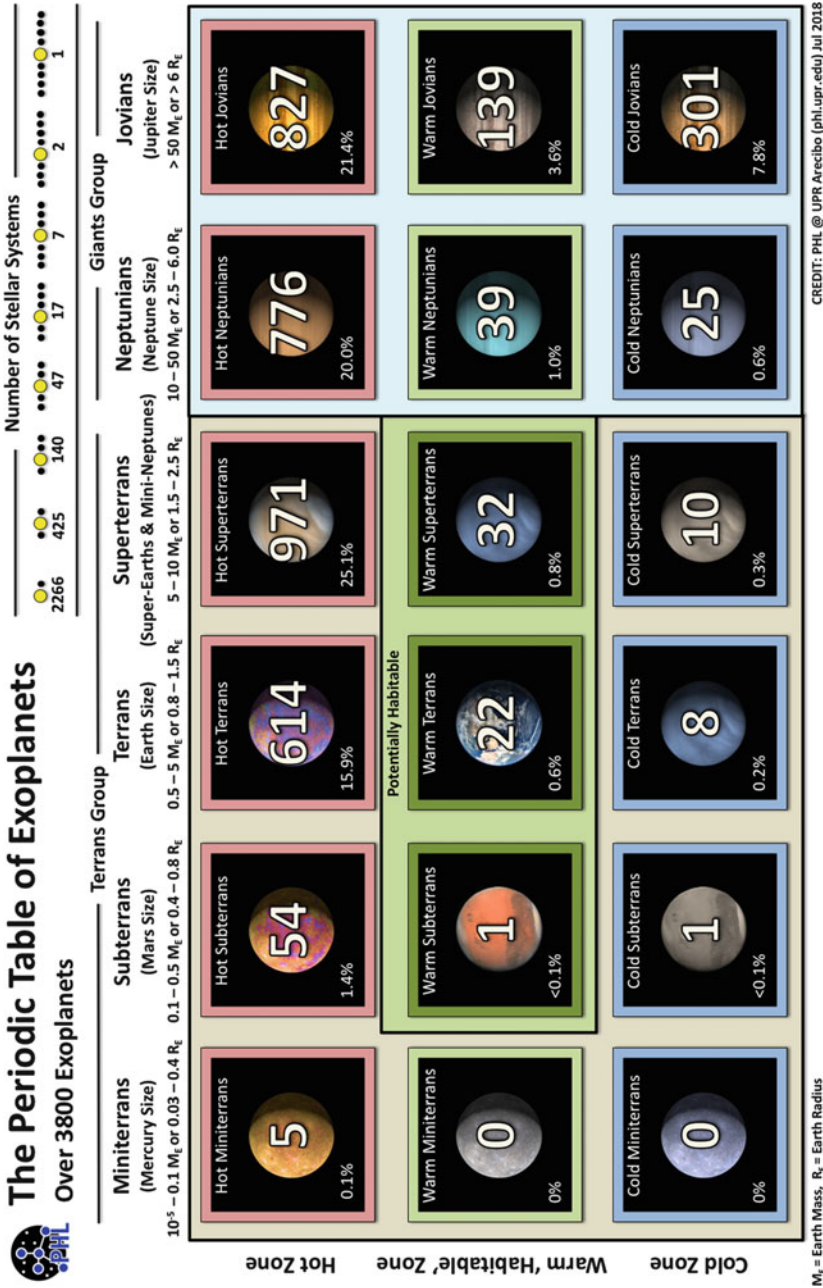 PHL
The Periodic Table of Exoplanets
Over 3800 Exoplanets
Number of Stellar Systems
2266 425 140 47 17 7 2 1
Terrans Group
Giants Group
Miniterrans
(Mercury Size)
10⁻⁵ – 0.1 M_E or 0.03 – 0.4 R_E
Subterrans
(Mars Size)
0.1 – 0.5 M_E or 0.4 – 0.8 R_E
Terrans
(Earth Size)
0.5 – 5 M_E or 0.8 – 1.5 R_E
Superterrans
(Super-Earths & Mini-Neptunes)
5 – 10 M_E or 1.5 – 2.5 R_E
Neptunians
(Neptune Size)
10 – 50 M_E or 2.5 – 6.0 R_E
Jovians
(Jupiter Size)
> 50 M_E or > 6 R_E
Hot Zone
Hot Miniterrans
5
0.1%
Hot Subterrans
54
1.4%
Hot Terrans
614
15.9%
Hot Superterrans
971
25.1%
Hot Neptunians
776
20.0%
Hot Jovians
827
21.4%
Warm 'Habitable' Zone
Potentially Habitable
Warm Miniterrans
0
0%
Warm Subterrans
1
<0.1%
Warm Terrans
22
0.6%
Warm Superterrans
32
0.8%
Warm Neptunians
39
1.0%
Warm Jovians
139
3.6%
Cold Zone
Cold Miniterrans
0
0%
Cold Subterrans
1
<0.1%
Cold Terrans
8
0.2%
Cold Superterrans
10
0.3%
Cold Neptunians
25
0.6%
Cold Jovians
301
7.8%
M_E = Earth Mass, R_E = Earth Radius
CREDIT: PHL @ UPR Arecibo (phl.upr.edu) Jul 2018